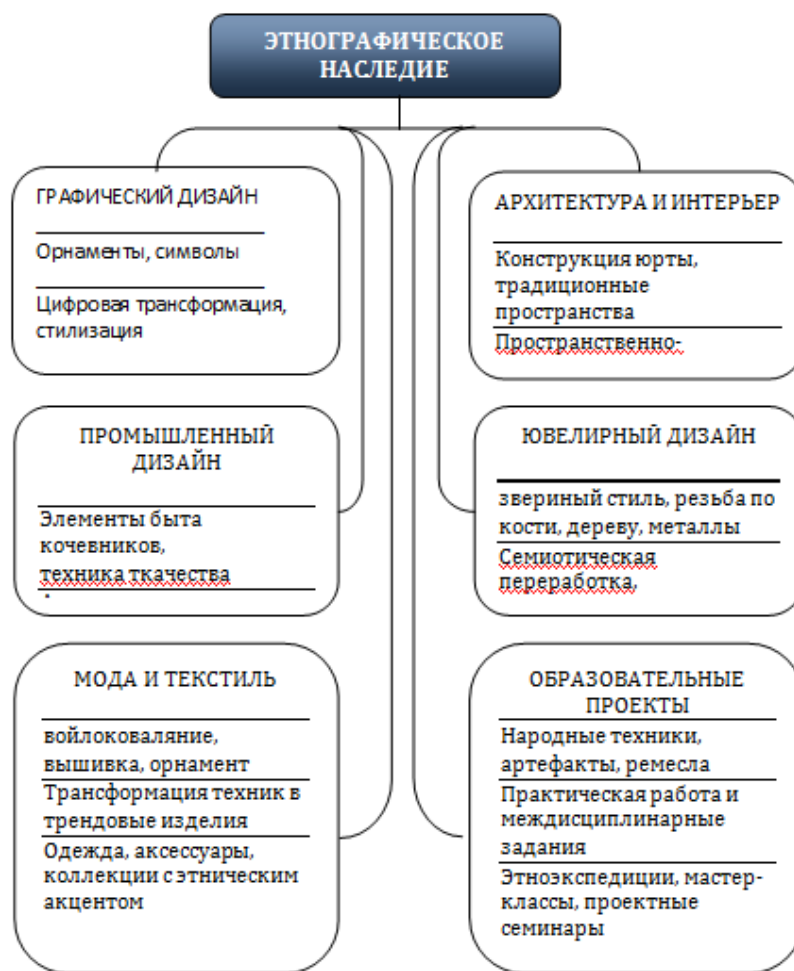 ЭТНОГРАФИЧЕСКОЕ
НАСЛЕДИЕ
ГРАФИЧЕСКИЙ ДИЗАЙН
Орнаменты, символы
Цифровая трансформация,
стилизация
ПРОМЫШЛЕННЫЙ
ДИЗАЙН
Элементы быта
кочевников,
техника ткачества
МОДА И ТЕКСТИЛЬ
войлоковаляние,
вышивка, орнамент
Трансформация техник в
трендовые изделия
Одежда, аксессуары,
коллекции с этническим
акцентом
АРХИТЕКТУРА И ИНТЕРЬЕР
Конструкция юрты,
традиционные
пространства
Пространственно-
ЮВЕЛИРНЫЙ ДИЗАЙН
звериный стиль, резьба по
кости, дереву, металлы
Семиотическая
переработка,
ОБРАЗОВАТЕЛЬНЫЕ
ПРОЕКТЫ
Народные техники,
артефакты, ремесла
Практическая работа и
междисциплинарные
задания
Этноэкспедиции, мастер-
классы, проектные
семинары